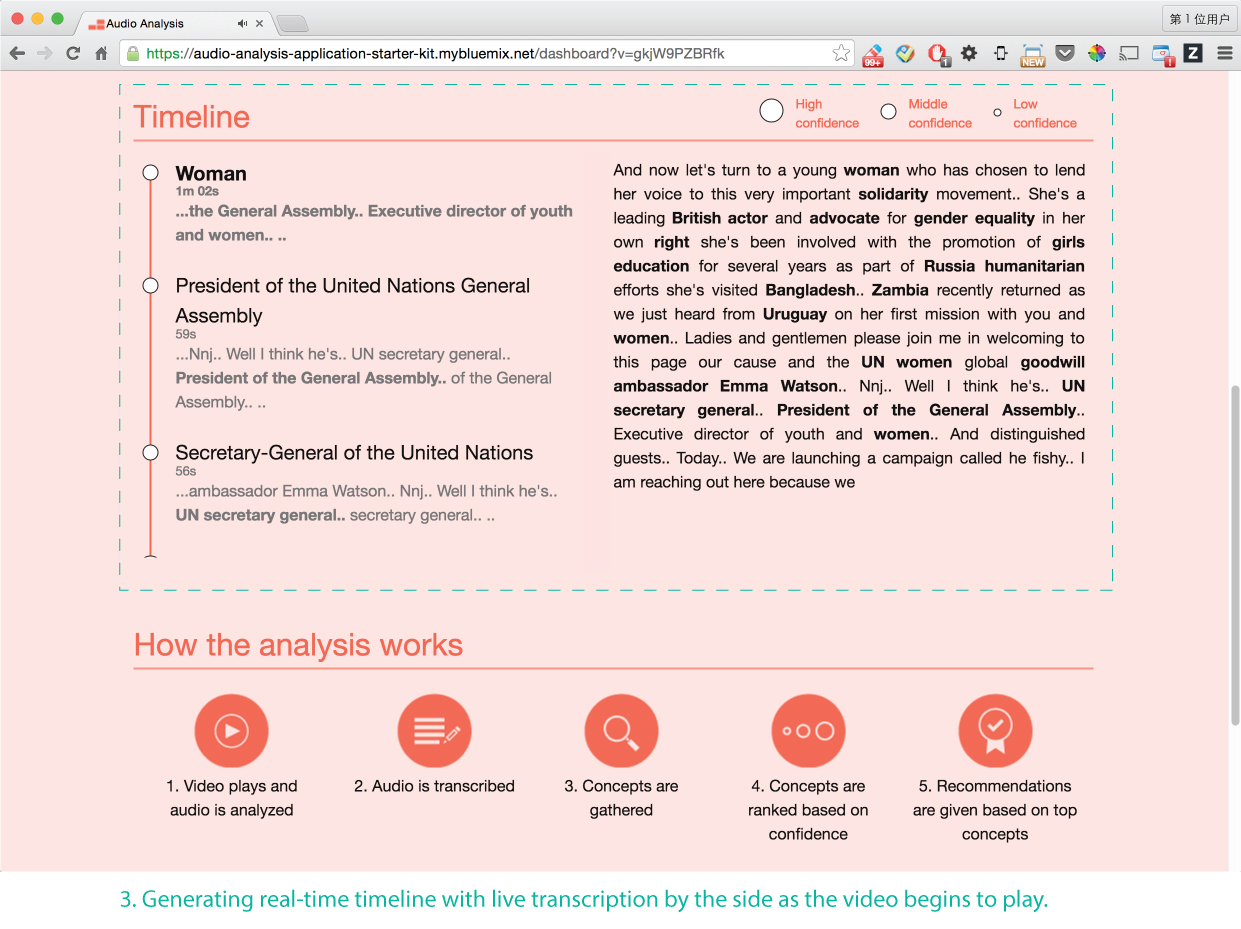 Audio Analysis
第 1 位用户
https://audio-analysis-application-starter-kit.mybluemix.net/dashboard?v=gkjW9PZBRfk
99+
1
NEW
1
Z
Timeline
High
confidence
Middle
confidence
Low
confidence
Woman
1m 02s
...the General Assembly.. Executive director of youth
and women.. ..
President of the United Nations General
Assembly
59s
...Nnj.. Well I think he's.. UN secretary general..
President of the General Assembly.. of the General
Assembly.. ..
Secretary-General of the United Nations
56s
...ambassador Emma Watson.. Nnj.. Well I think he's..
UN secretary general.. secretary general.. ..
And now let's turn to a young woman who has chosen to lend
her voice to this very important solidarity movement.. She's a
leading British actor and advocate for gender equality in her
own right she's been involved with the promotion of girls
education for several years as part of Russia humanitarian
efforts she's visited Bangladesh.. Zambia recently returned as
we just heard from Uruguay on her first mission with you and
women.. Ladies and gentlemen please join me in welcoming to
this page our cause and the UN women global goodwill
ambassador Emma Watson.. Nnj.. Well I think he's.. UN
secretary general.. President of the General Assembly..
Executive director of youth and women.. And distinguished
guests.. Today.. We are launching a campaign called he fishy.. I
am reaching out here because we
How the analysis works
1. Video plays and
audio is analyzed
2. Audio is transcribed
3. Concepts are
gathered
4. Concepts are
ranked based on
confidence
5. Recommendations
are given based on top
concepts
3. Generating real-time timeline with live transcription by the side as the video begins to play.